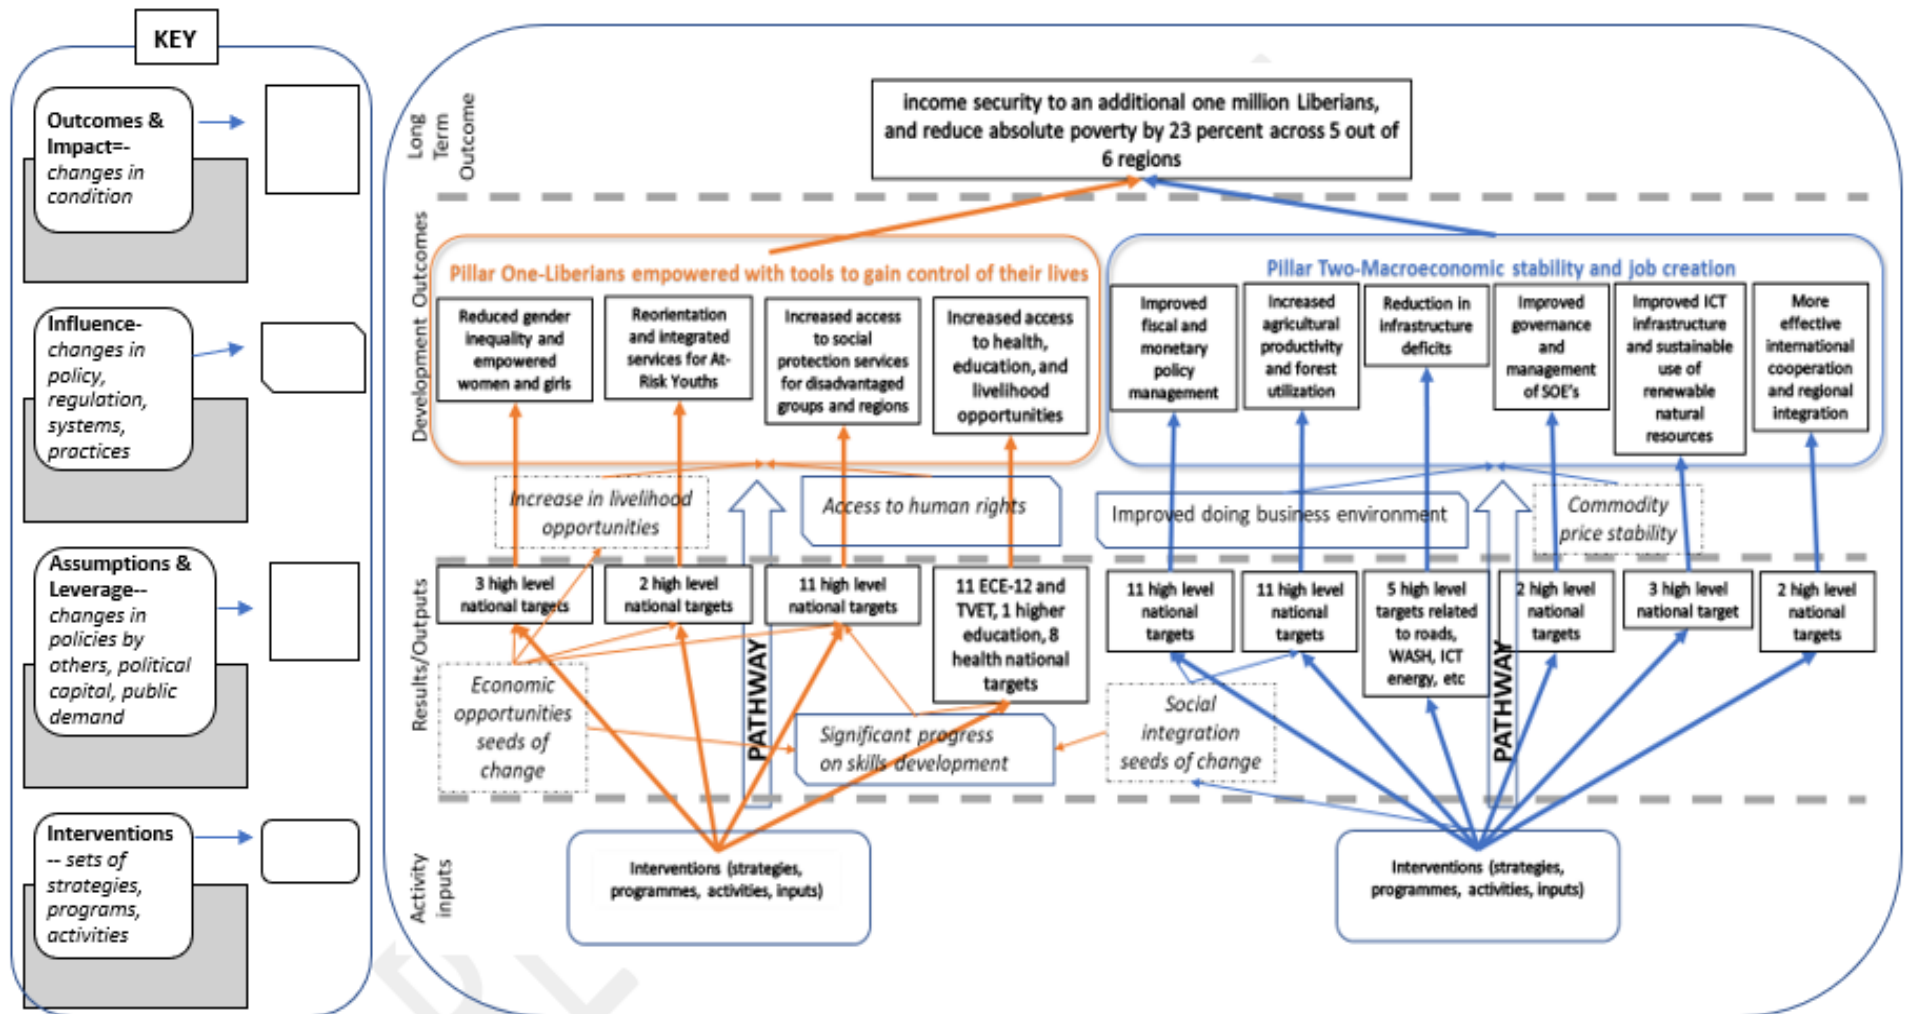 KEY
Outcomes &
Impact=-
changes in
condition
Influence-
changes in
policy,
regulation,
systems,
practices
Assumptions &
Leverage--
changes in
policies by
others, political
capital, public
demand
Interventions
-- sets of
strategies,
programs,
activities
Long
Term
Outcome
income security to an additional one million Liberians,
and reduce absolute poverty by 23 percent across 5 out of
6 regions
Development Outcomes
Pillar One-Liberians empowered with tools to gain control of their lives
Reduced gender
inequality and
empowered
women and girls
Reorientation
and integrated
services for At-
Risk Youths
Increased access
to social
protection services
for disadvantaged
groups and regions
Increased access
to health,
education, and
livelihood
opportunities
Pillar Two-Macroeconomic stability and job creation
Improved
fiscal and
monetary
policy
management
Increased
agricultural
productivity
and forest
utilization
Reduction in
infrastructure
deficits
Improved
governance
and
management
of SOE's
Improved ICT
infrastructure
and sustainable
use of
renewable
natural
resources
More
effective
international
cooperation
and regional
integration
Increase in livelihood
opportunities
Access to human rights
Improved doing business environment
Commodity
price stability
Results/Outputs
3 high level
national targets
2 high level
national targets
11 high level
national targets
11 ECE-12 and
TVET, 1 higher
education, 8
health national
targets
11 high level
national
targets
11 high level
national
targets
5 high level
targets related
to roads,
WASH, ICT
energy, etc
2 high level
national
targets
3 high level
national target
2 high level
national
targets
Economic
opportunities
seeds of
change
PATHWAY
Significant progress
on skills development
Social
integration
seeds of change
PATHWAY
Activity
inputs
Interventions (strategies,
programmes, activities, inputs)
Interventions (strategies,
programmes, activities, inputs)